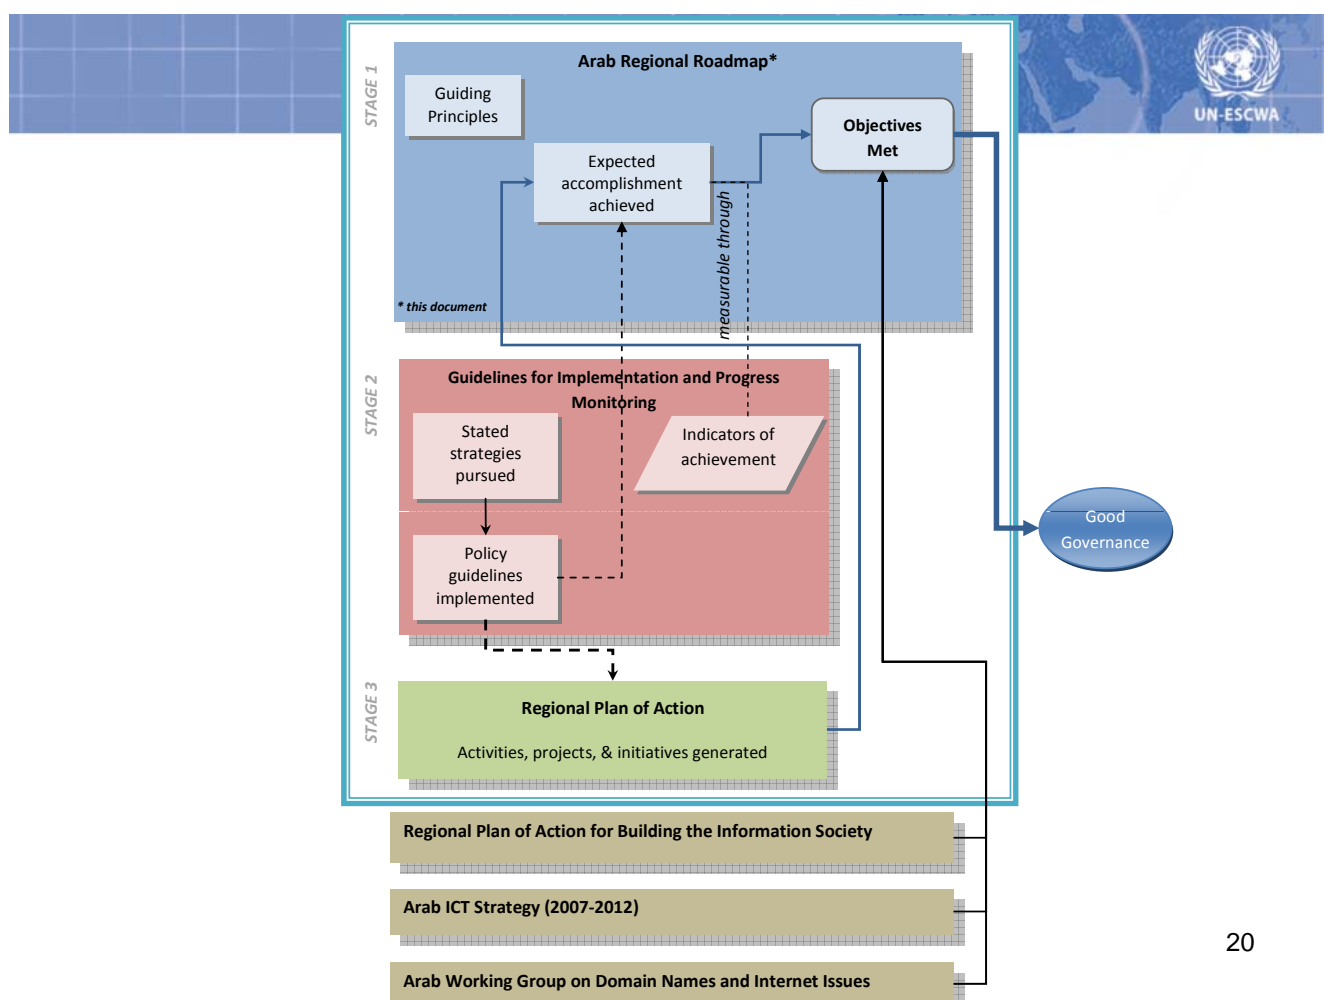 UN-ESCWA
STAGE 1
Arab Regional Roadmap*
Guiding
Principles
Objectives
Met
Expected
accomplishment
achieved
measurable through
* this document
STAGE 2
Guidelines for Implementation and Progress
Monitoring
Stated
strategies
pursued
Indicators of
achievement
Policy
guidelines
implemented
Good
Governance
STAGE 3
Regional Plan of Action
Activities, projects, & initiatives generated
Regional Plan of Action for Building the Information Society
Arab ICT Strategy (2007-2012)
Arab Working Group on Domain Names and Internet Issues
20